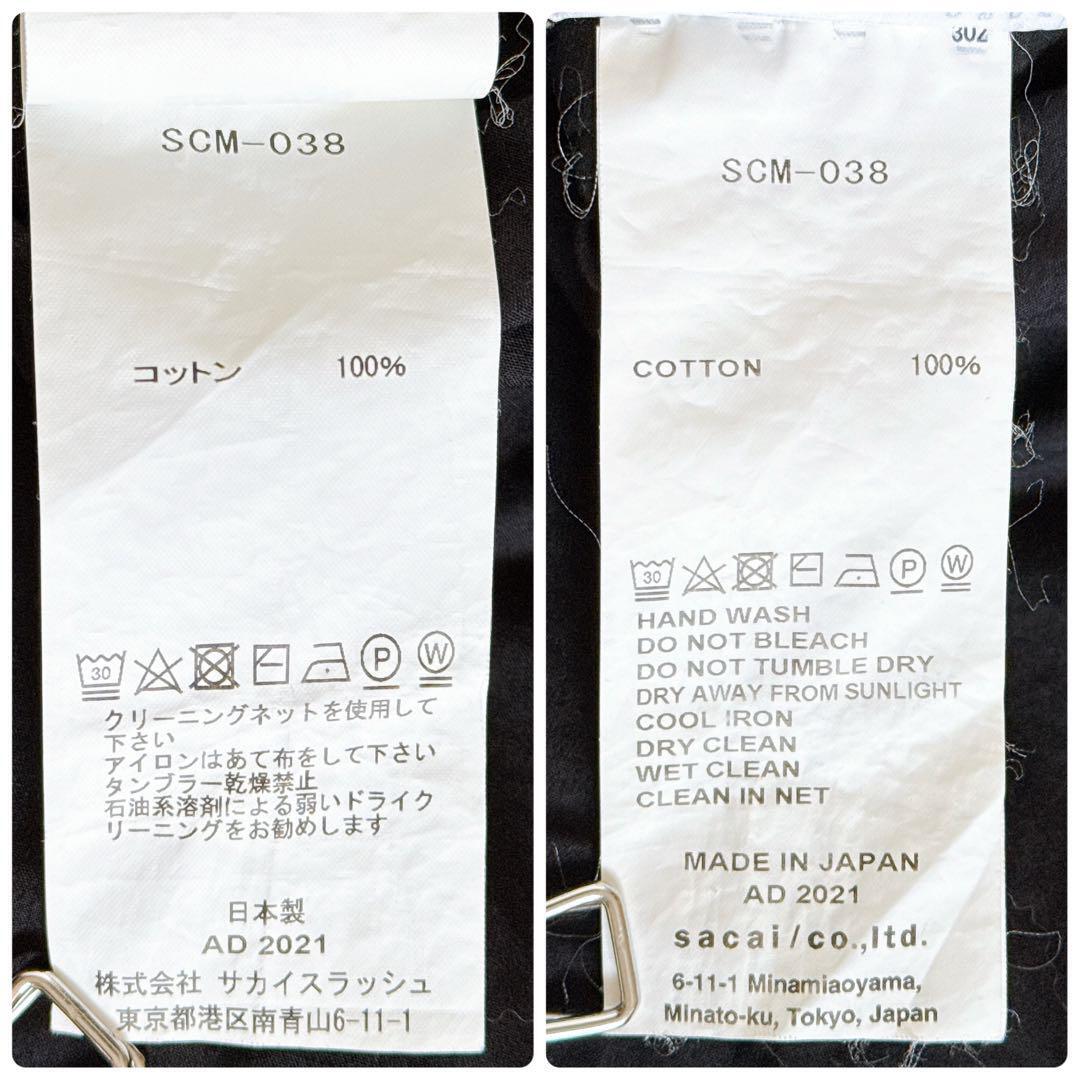 SCM-038
コットン 100%
30 P W
クリーニングネットを使用して
下さい
アイロンはあて布をして下さい
タンブラー乾燥禁止
石油系溶剤による弱いドライク
リーニングをお勧めします
日本製
AD 2021
株式会社 サカイスラッシュ
東京都港区南青山6-11-1
302
SCM-038
COTTON 100%
30 P W
HAND WASH
DO NOT BLEACH
DO NOT TUMBLE DRY
DRY AWAY FROM SUNLIGHT
COOL IRON
DRY CLEAN
WET CLEAN
CLEAN IN NET
MADE IN JAPAN
AD 2021
sacai/co.,ltd.
6-11-1 Minamiaoyama,
Minato-ku, Tokyo, Japan